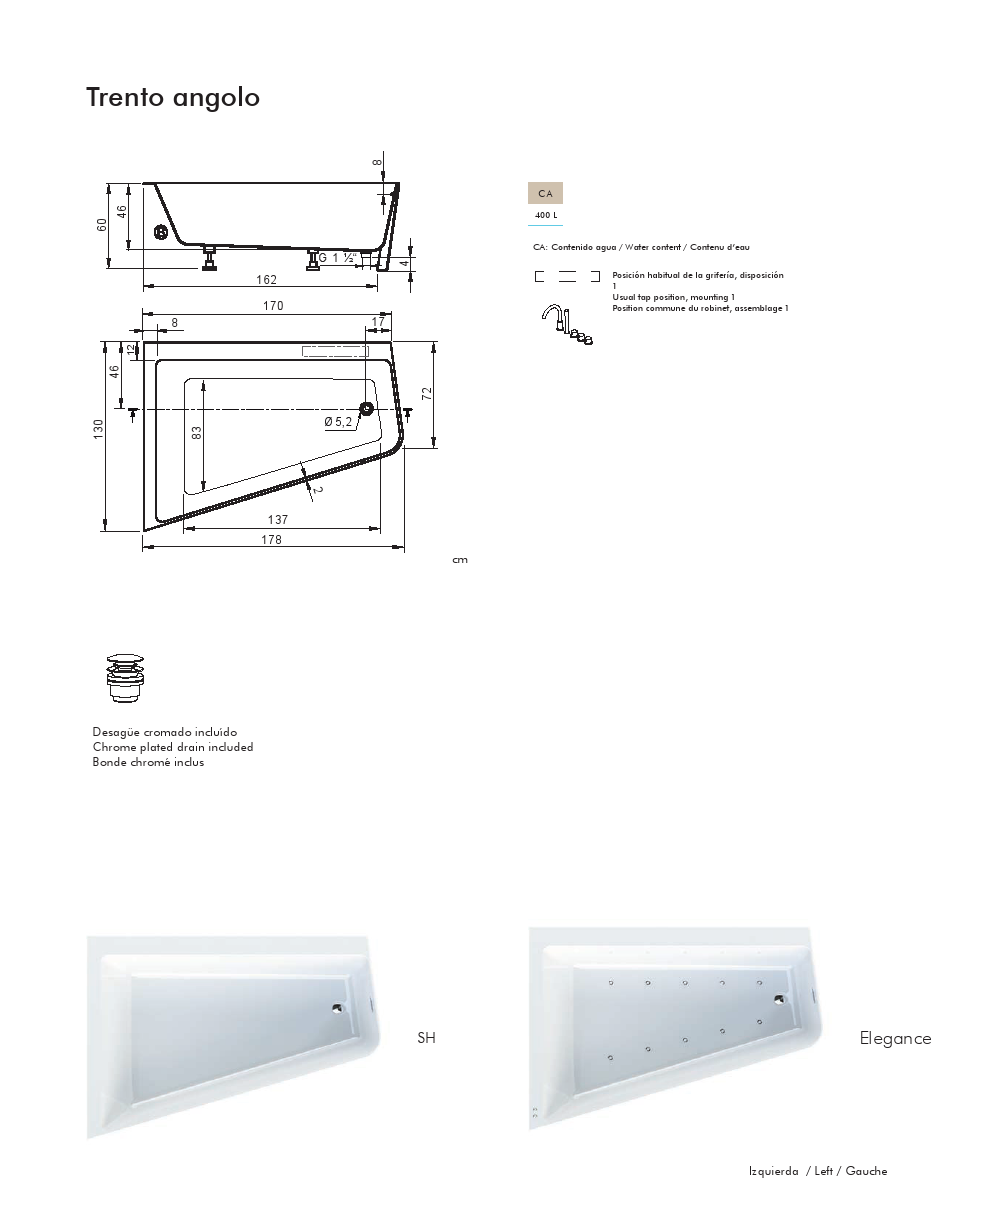 Trento angolo
8
60
46
G 1 ½"
4
162
170
8
17
12
46
130
83
Ø 5,2
72
2
137
178
cm
CA
400 L
CA: Contenido agua / Water content / Contenu d'eau
Posición habitual de la grifería, disposición
1
Usual tap position, mounting 1
Position commune du robinet, assemblage 1
Desagüe cromado incluído
Chrome plated drain included
Bonde chromé inclus
SH
Elegance
Izquierda / Left / Gauche